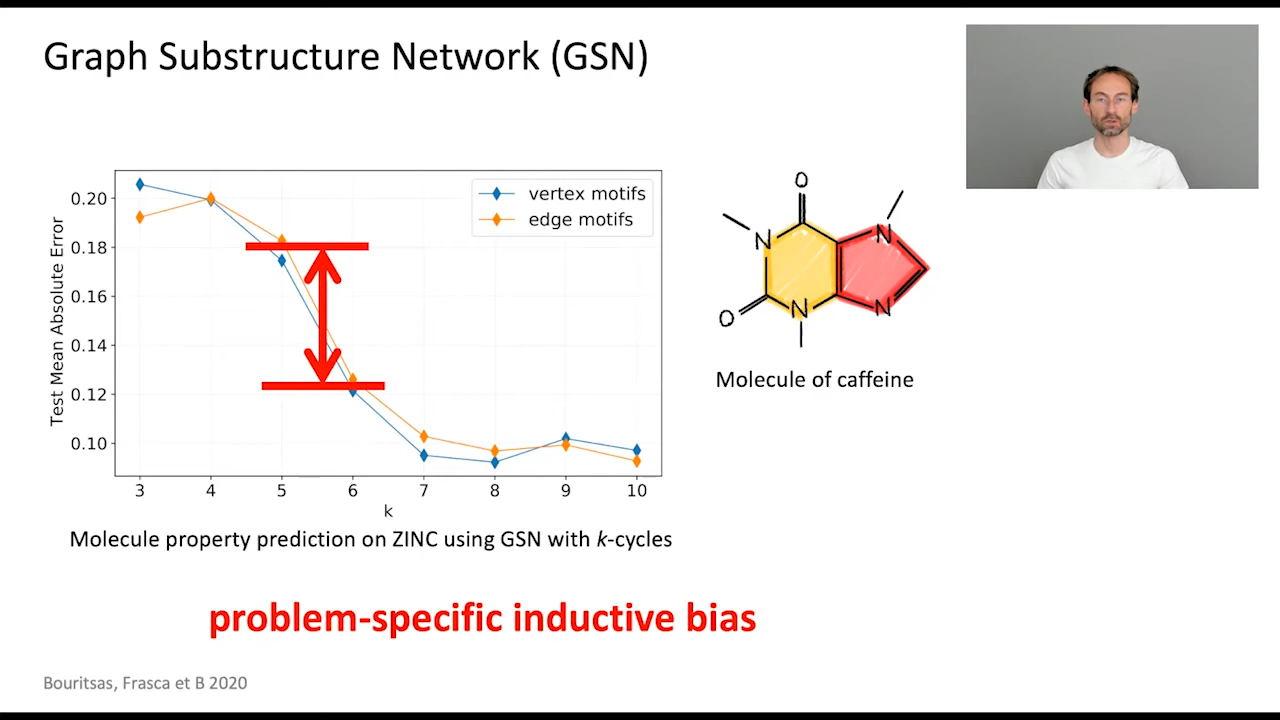 Graph Substructure Network (GSN)
Test Mean Absolute Error
0.20
0.18
0.16
0.14
0.12
0.10
3 4 5 6 7 8 9 10
k
vertex motifs
edge motifs
Molecule property prediction on ZINC using GSN with k-cycles
O
N
N
O
N
N
Molecule of caffeine
problem-specific inductive bias
Bouritsas, Frasca et B 2020